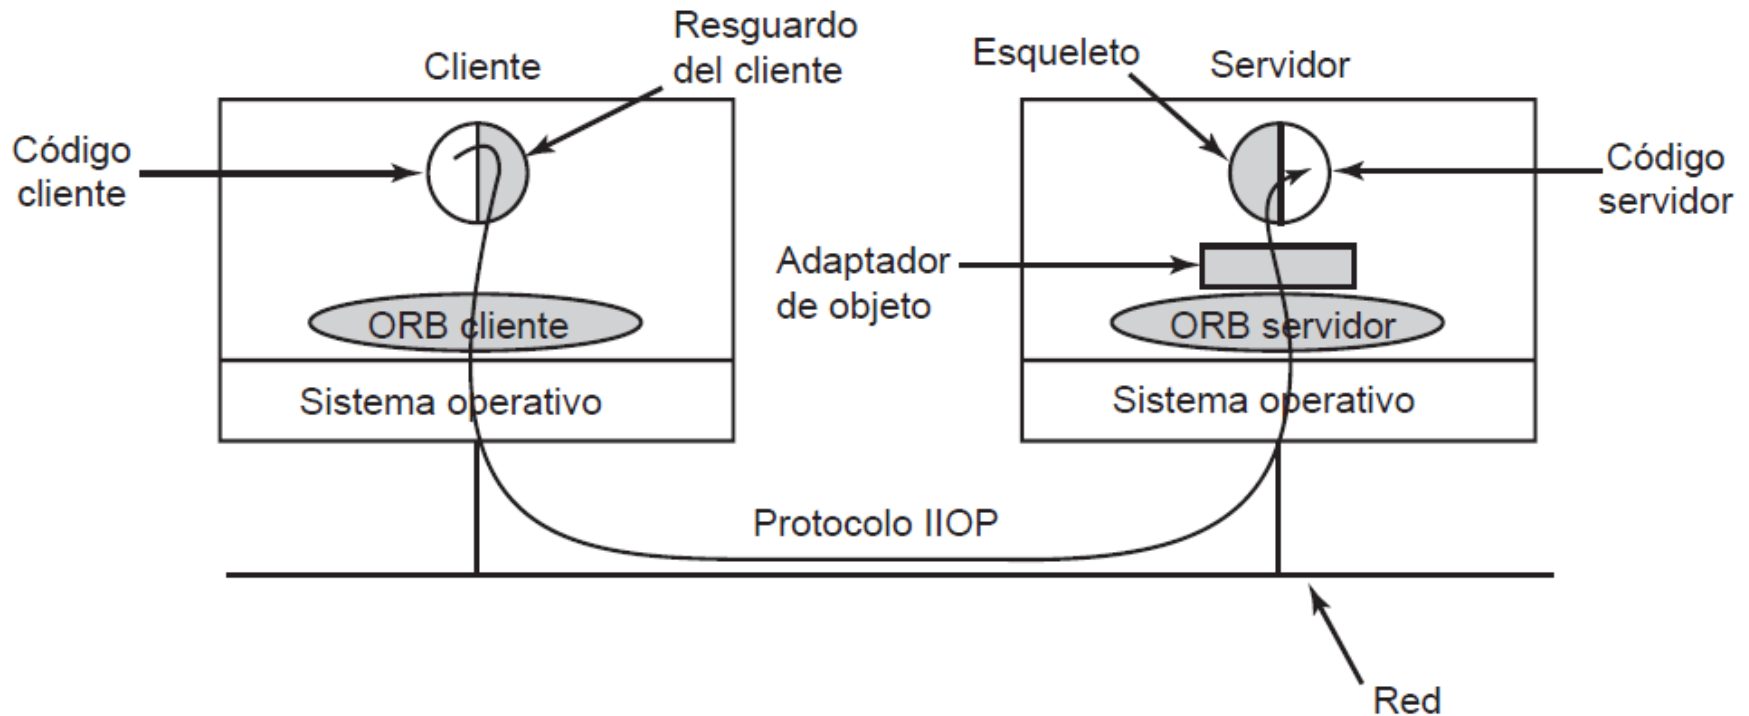 Resguardo
del cliente
Cliente
Esqueleto
Servidor
Código
cliente
Código
servidor
Adaptador
de objeto
ORB cliente
ORB servidor
Sistema operativo
Sistema operativo
Protocolo IIOP
Red